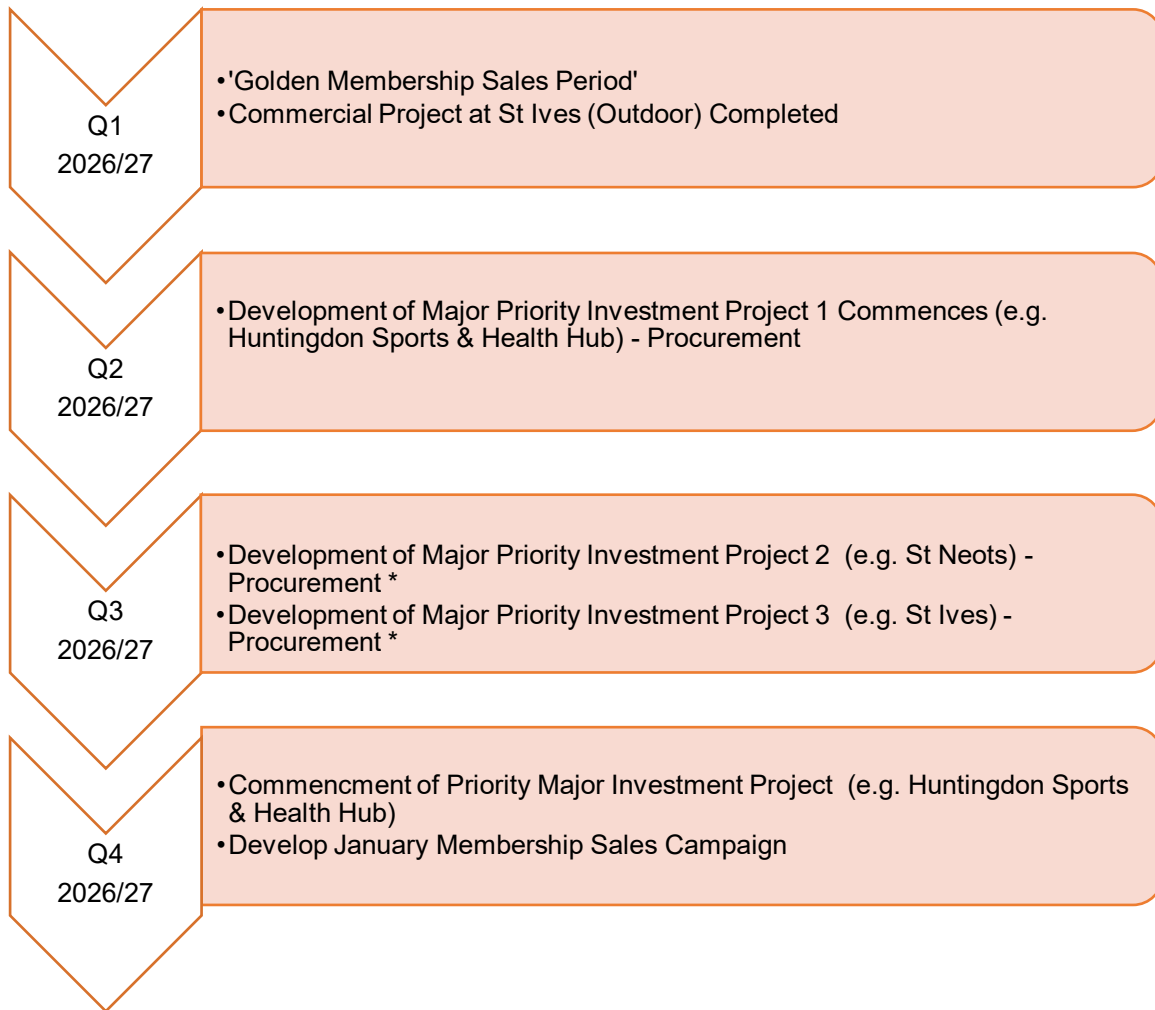 Q1
2026/27
•'Golden Membership Sales Period'
•Commercial Project at St Ives (Outdoor) Completed
Q2
2026/27
•Development of Major Priority Investment Project 1 Commences (e.g.
Huntingdon Sports & Health Hub) - Procurement
Q3
2026/27
•Development of Major Priority Investment Project 2  (e.g. St Neots) -
Procurement *
•Development of Major Priority Investment Project 3  (e.g. St Ives) -
Procurement *
Q4
2026/27
•Commencment of Priority Major Investment Project  (e.g. Huntingdon Sports
& Health Hub)
•Develop January Membership Sales Campaign